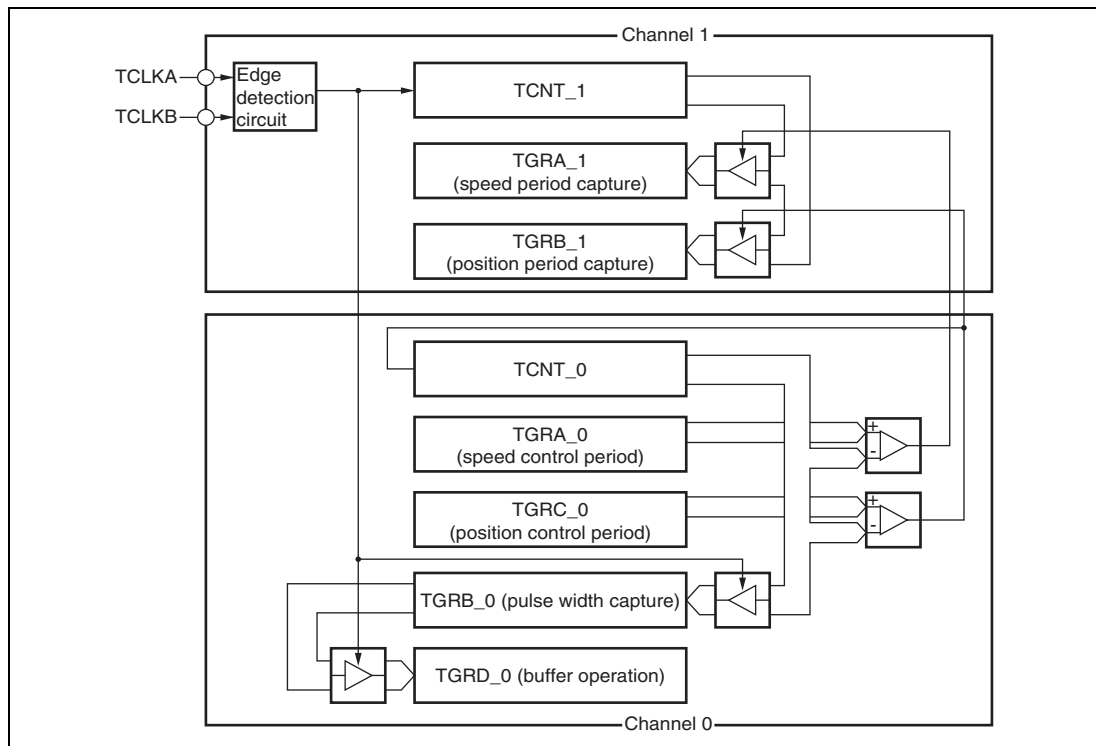 Channel 1
TCLKA
TCLKB
Edge
detection
circuit
TCNT_1
TGRA_1
(speed period capture)
TGRB_1
(position period capture)
TCNT_0
TGRA_0
(speed control period)
+
-
TGRC_0
(position control period)
+
-
TGRB_0 (pulse width capture)
TGRD_0 (buffer operation)
Channel 0